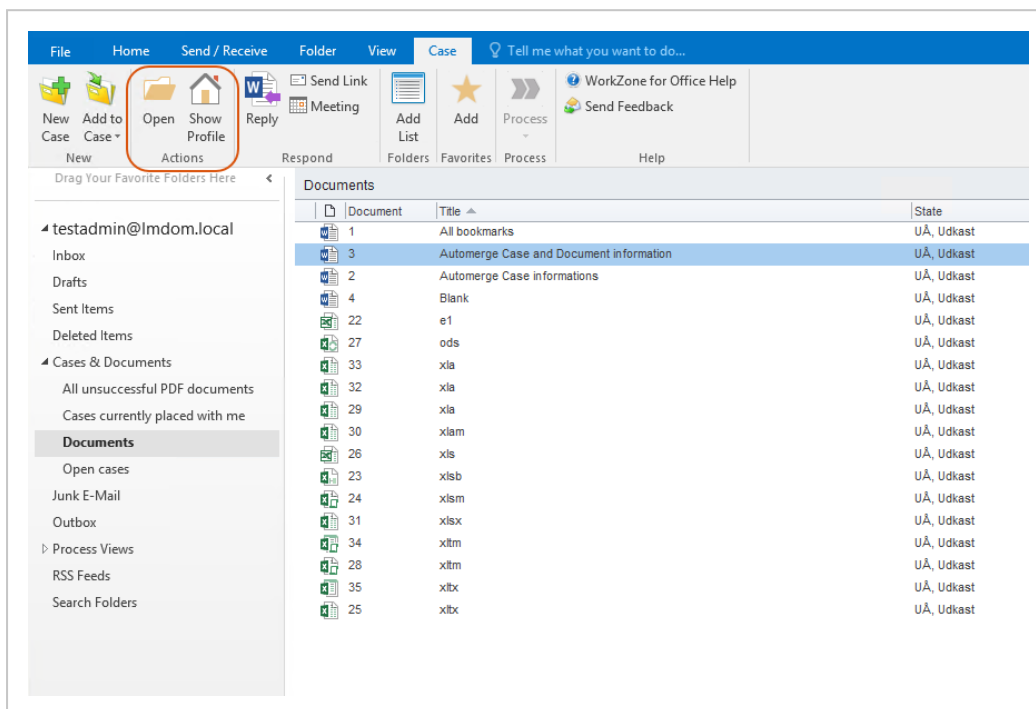 File Home Send / Receive Folder View Case Tell me what you want to do...
New Case
Add to Case
Open
Show Profile
Reply
Send Link
Meeting
Add List
Add
Process
WorkZone for Office Help
Send Feedback
New Actions Respond Folders Favorites Process Help
Drag Your Favorite Folders Here
testadmin@lmdom.local
Inbox
Drafts
Sent Items
Deleted Items
Cases & Documents
All unsuccessful PDF documents
Cases currently placed with me
Documents
Open cases
Junk E-Mail
Outbox
Process Views
RSS Feeds
Search Folders
Documents
Document Title State
1 All bookmarks UÅ, Udkast
3 Automerge Case and Document information UÅ, Udkast
2 Automerge Case informations UÅ, Udkast
4 Blank UÅ, Udkast
22 e1 UÅ, Udkast
27 ods UÅ, Udkast
33 xla UÅ, Udkast
32 xla UÅ, Udkast
29 xla UÅ, Udkast
30 xlam UÅ, Udkast
26 xls UÅ, Udkast
23 xlsb UÅ, Udkast
24 xlsm UÅ, Udkast
31 xlsx UÅ, Udkast
34 xltm UÅ, Udkast
28 xltm UÅ, Udkast
35 xltx UÅ, Udkast
25 xltx UÅ, Udkast